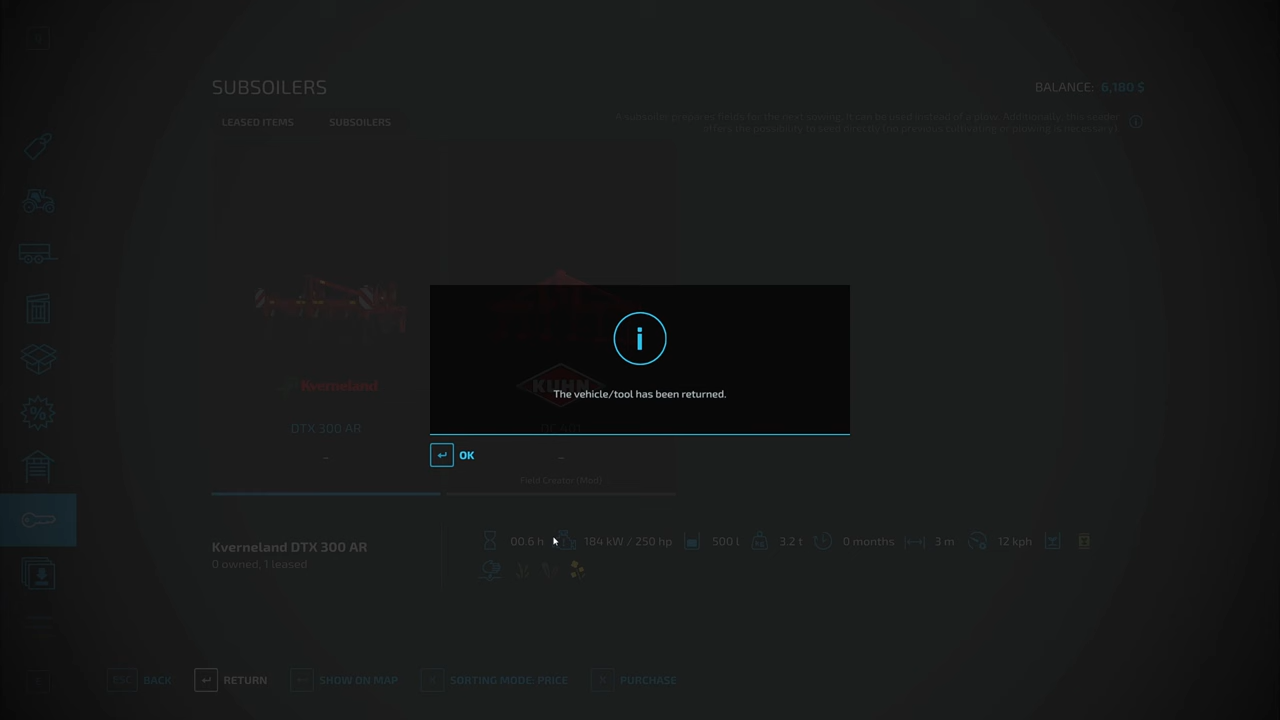 SUBSOILERS
BALANCE: 6,180 $
LEASED ITEMS
SUBSOILERS
A subsoiler prepares fields for the next sowing. It can be used instead of a plow. Additionally, this seeder
offers the possibility to seed directly (no previous cultivating or plowing is necessary).
Kverneland
KUHN
The vehicle/tool has been returned.
DTX 300 AR
–
–
OK
Field Creator (Mod)
Kverneland DTX 300 AR
0 owned, 1 leased
00.6 h
184 kW / 250 hp
500 l
3.2 t
0 months
3 m
12 kph
ESC BACK
RETURN
SHOW ON MAP
SORTING MODE: PRICE
X PURCHASE